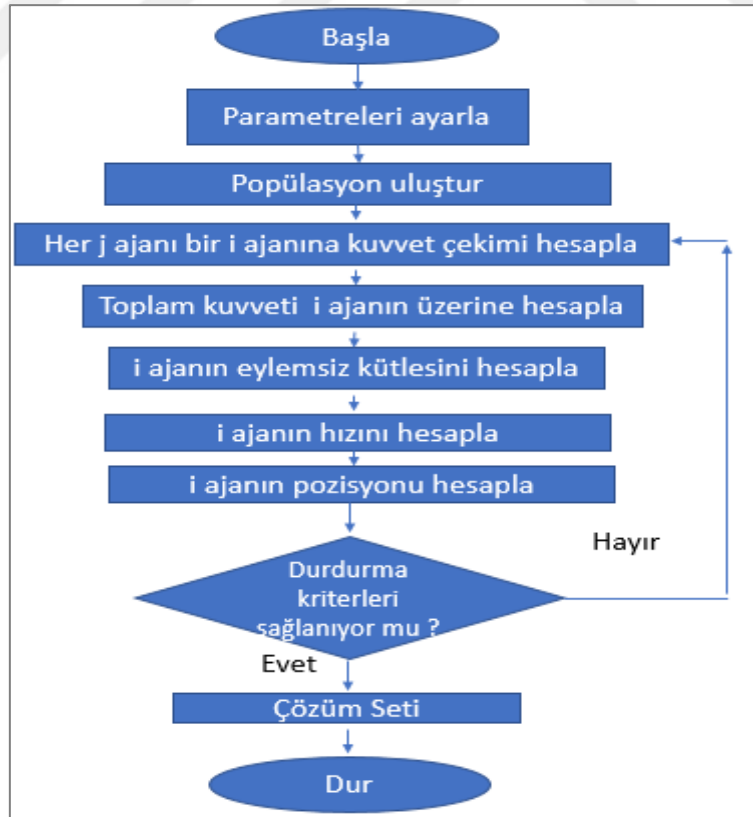 Başla
Parametreleri ayarla
Popülasyon uluştur
Her j ajanı bir i ajanına kuvvet çekimi hesapla
Toplam kuvveti i ajanın üzerine hesapla
i ajanın eylemsiz kütlesini hesapla
i ajanın hızını hesapla
i ajanın pozisyonu hesapla
Hayır
Durdurma
kriterleri
sağlanıyor mu ?
Evet
Çözüm Seti
Dur